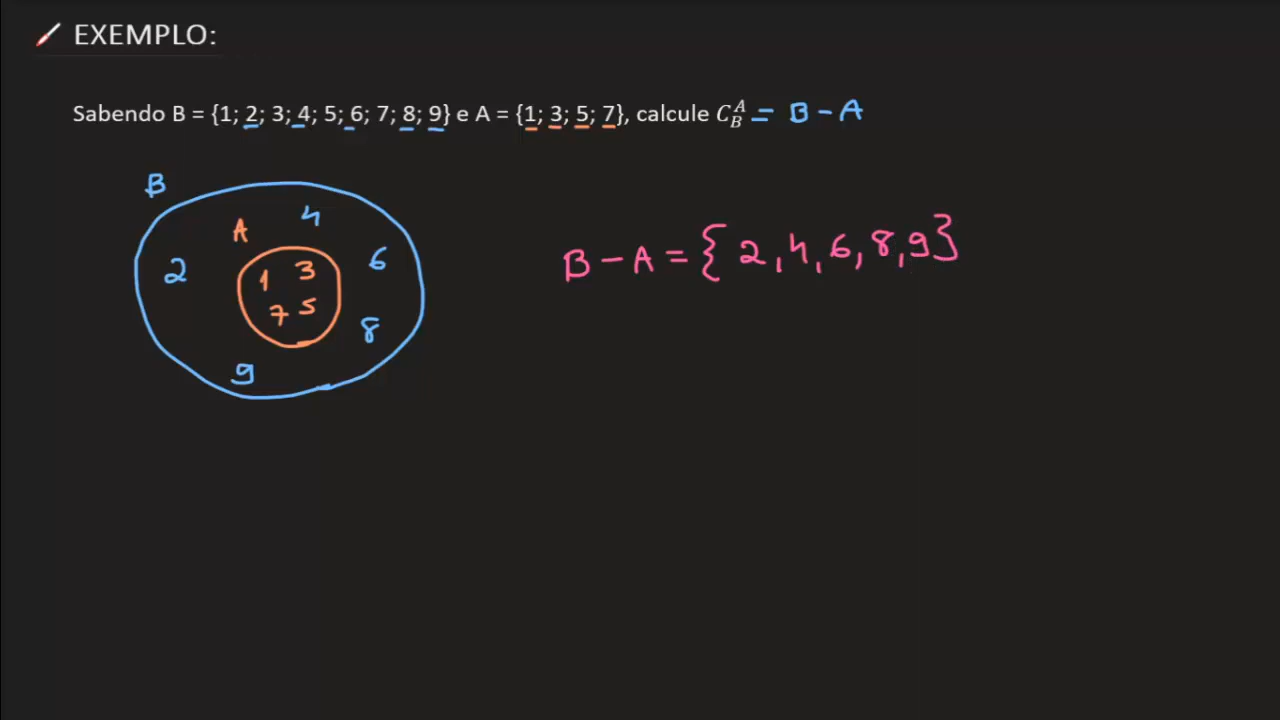 EXEMPLO:
Sabendo B = {1; 2; 3; 4; 5; 6; 7; 8; 9} e A = {1; 3; 5; 7}, calcule $C_B^A$ = B - A
B
A 4
2 1 3 6
7 5 8
9
B - A = { 2, 4, 6, 8, 9}